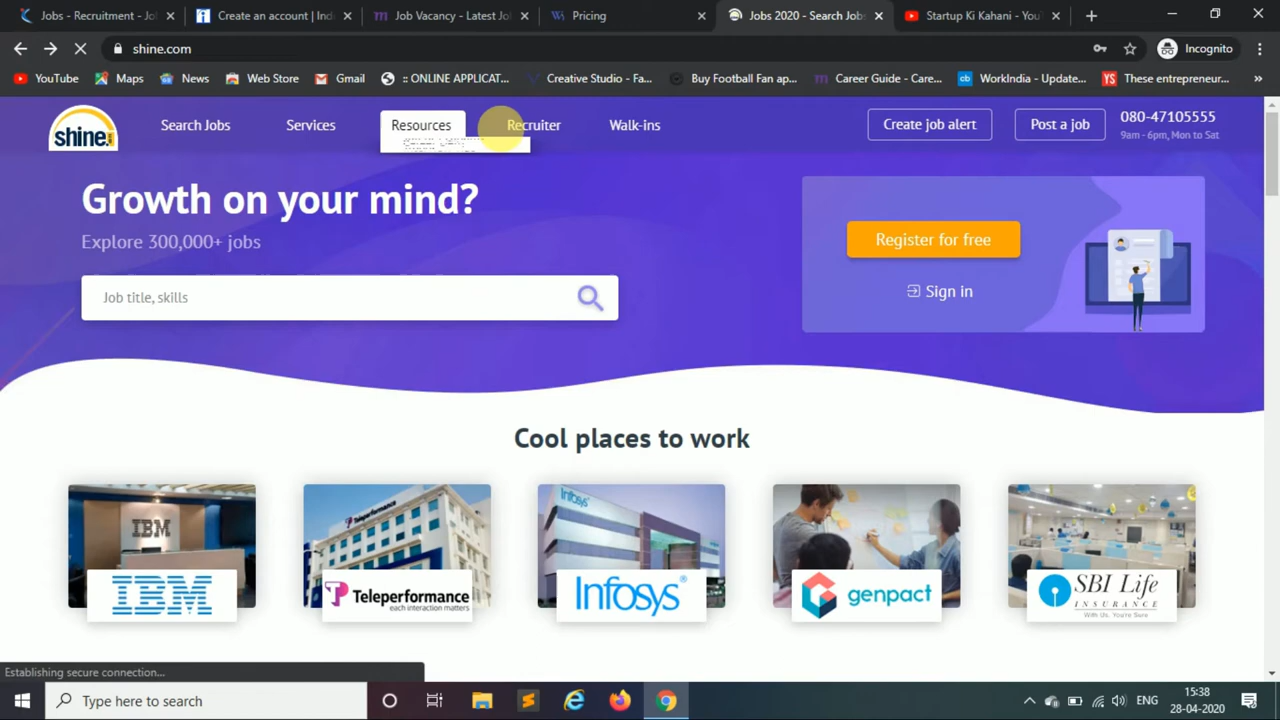 Jobs - Recruitment - Jo
Create an account | Indi
Job Vacancy - Latest Jol
Pricing
Jobs 2020 - Search Jobs
Startup Ki Kahani - You
shine.com
Incognito
YouTube
Maps
News
Web Store
Gmail
:: ONLINE APPLICAT...
Creative Studio - Fa...
Buy Football Fan ap...
Career Guide - Care...
WorkIndia - Update...
These entrepreneur...
shine.com
Search Jobs
Services
Resources
Recruiter
Walk-ins
Create job alert
Post a job
080-47105555
9am - 6pm, Mon to Sat
Growth on your mind?
Explore 300,000+ jobs
Job title, skills
Register for free
Sign in
Cool places to work
IBM
Teleperformance
Infosys
IBM
Teleperformance
each interaction matters
Infosys
genpact
SBI Life
INSURANCE
With Us, You're Sure
Establishing secure connection...
Type here to search
ENG
15:38
28-04-2020